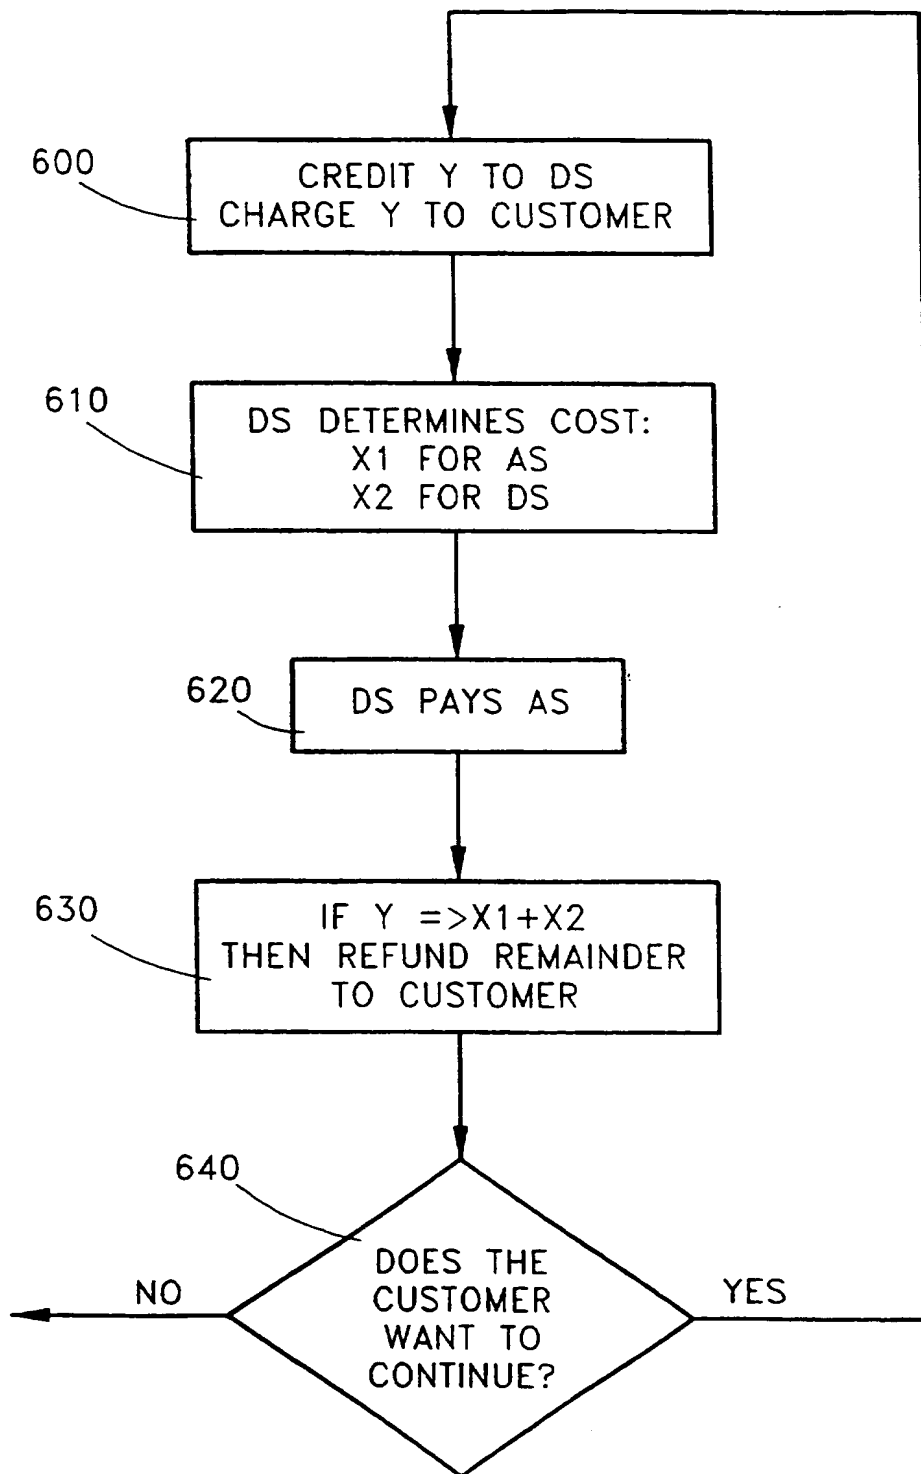 600
CREDIT Y TO DS
CHARGE Y TO CUSTOMER
610
DS DETERMINES COST:
X1 FOR AS
X2 FOR DS
620
DS PAYS AS
630
IF Y =>X1+X2
THEN REFUND REMAINDER
TO CUSTOMER
640
DOES THE
CUSTOMER
WANT TO
CONTINUE?
NO
YES